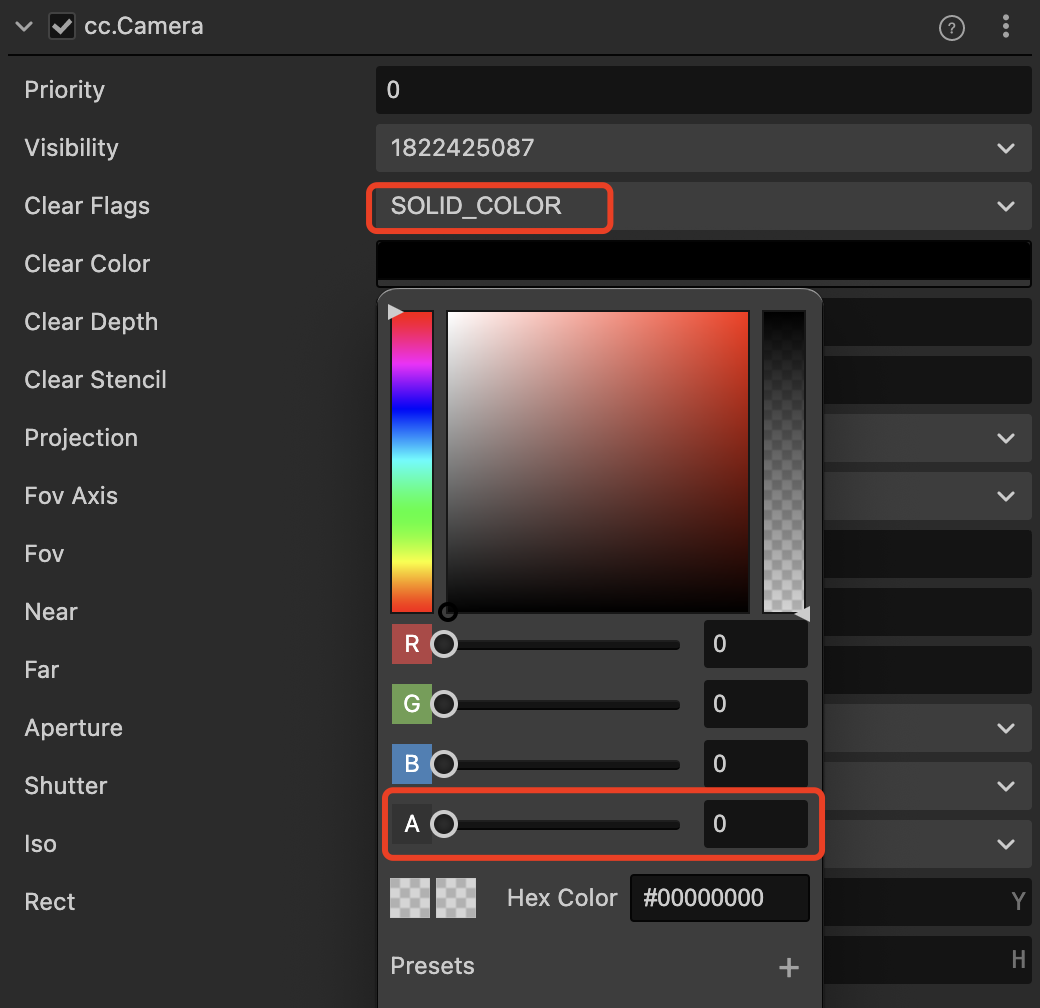 cc.Camera ?
Priority 0
Visibility 1822425087
Clear Flags SOLID_COLOR
Clear Color
Clear Depth
Clear Stencil
Projection
Fov Axis
Fov
Near
Far
Aperture
Shutter
Iso
Rect Y
H
R 0
G 0
B 0
A 0
Hex Color #00000000
Presets +